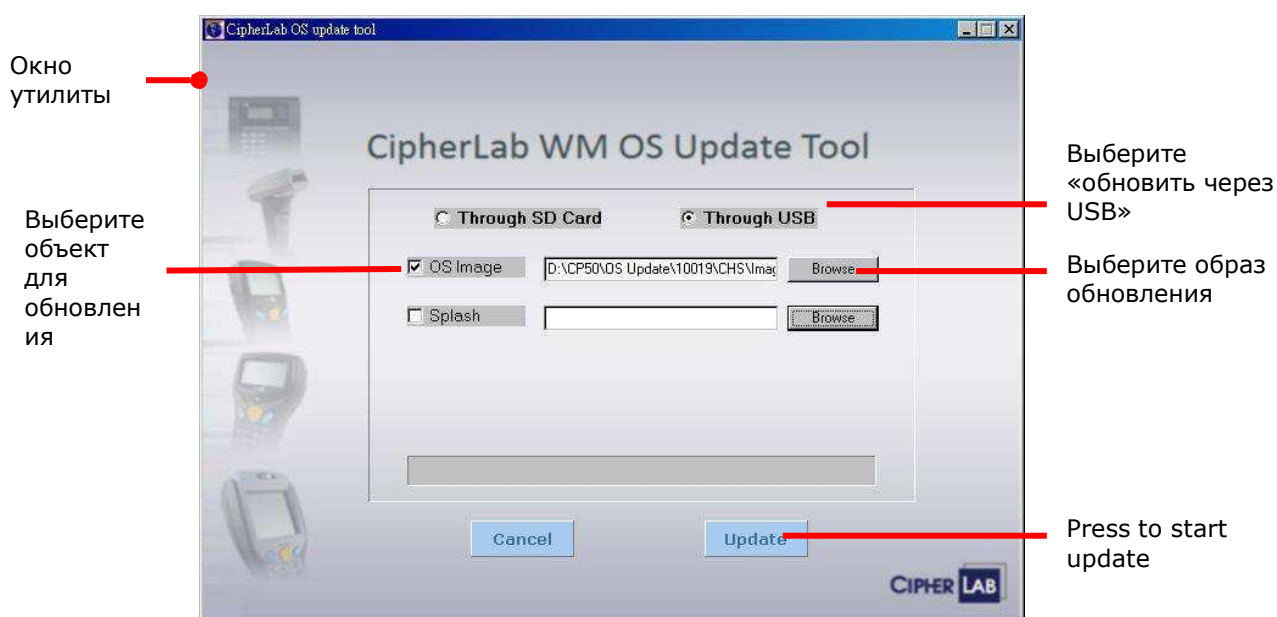 CipherLab OS update tool
Окно
утилиты
CipherLab WM OS Update Tool
Выберите
«обновить через
USB»
Through SD Card
Through USB
Выберите
объект
для
обновлен
ия
OS Image
D:\CP50\OS Update\10019\CHS\Imag
Browse
Выберите образ
обновления
Splash
Browse
Cancel
Update
Press to start
update
CIPHER LAB